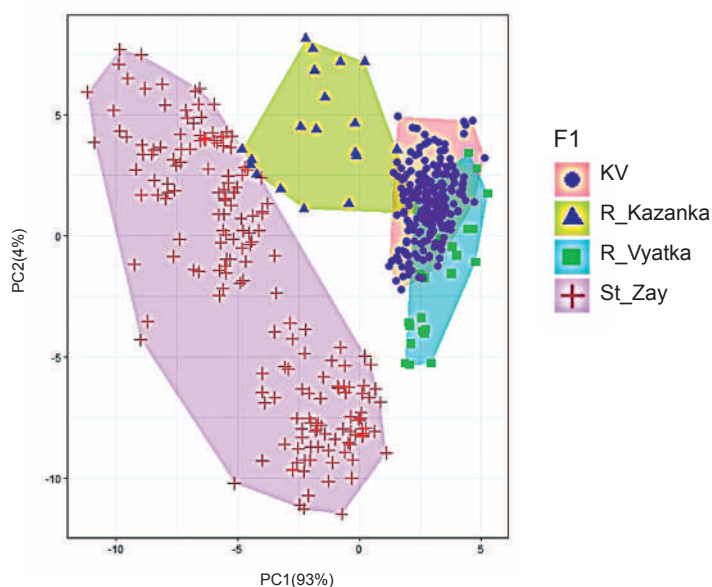 5
0
-5
-10
PC2(4%)
-10
-5
0
5
PC1(93%)
F1
KV
R_Kazanka
R_Vyatka
St_Zay